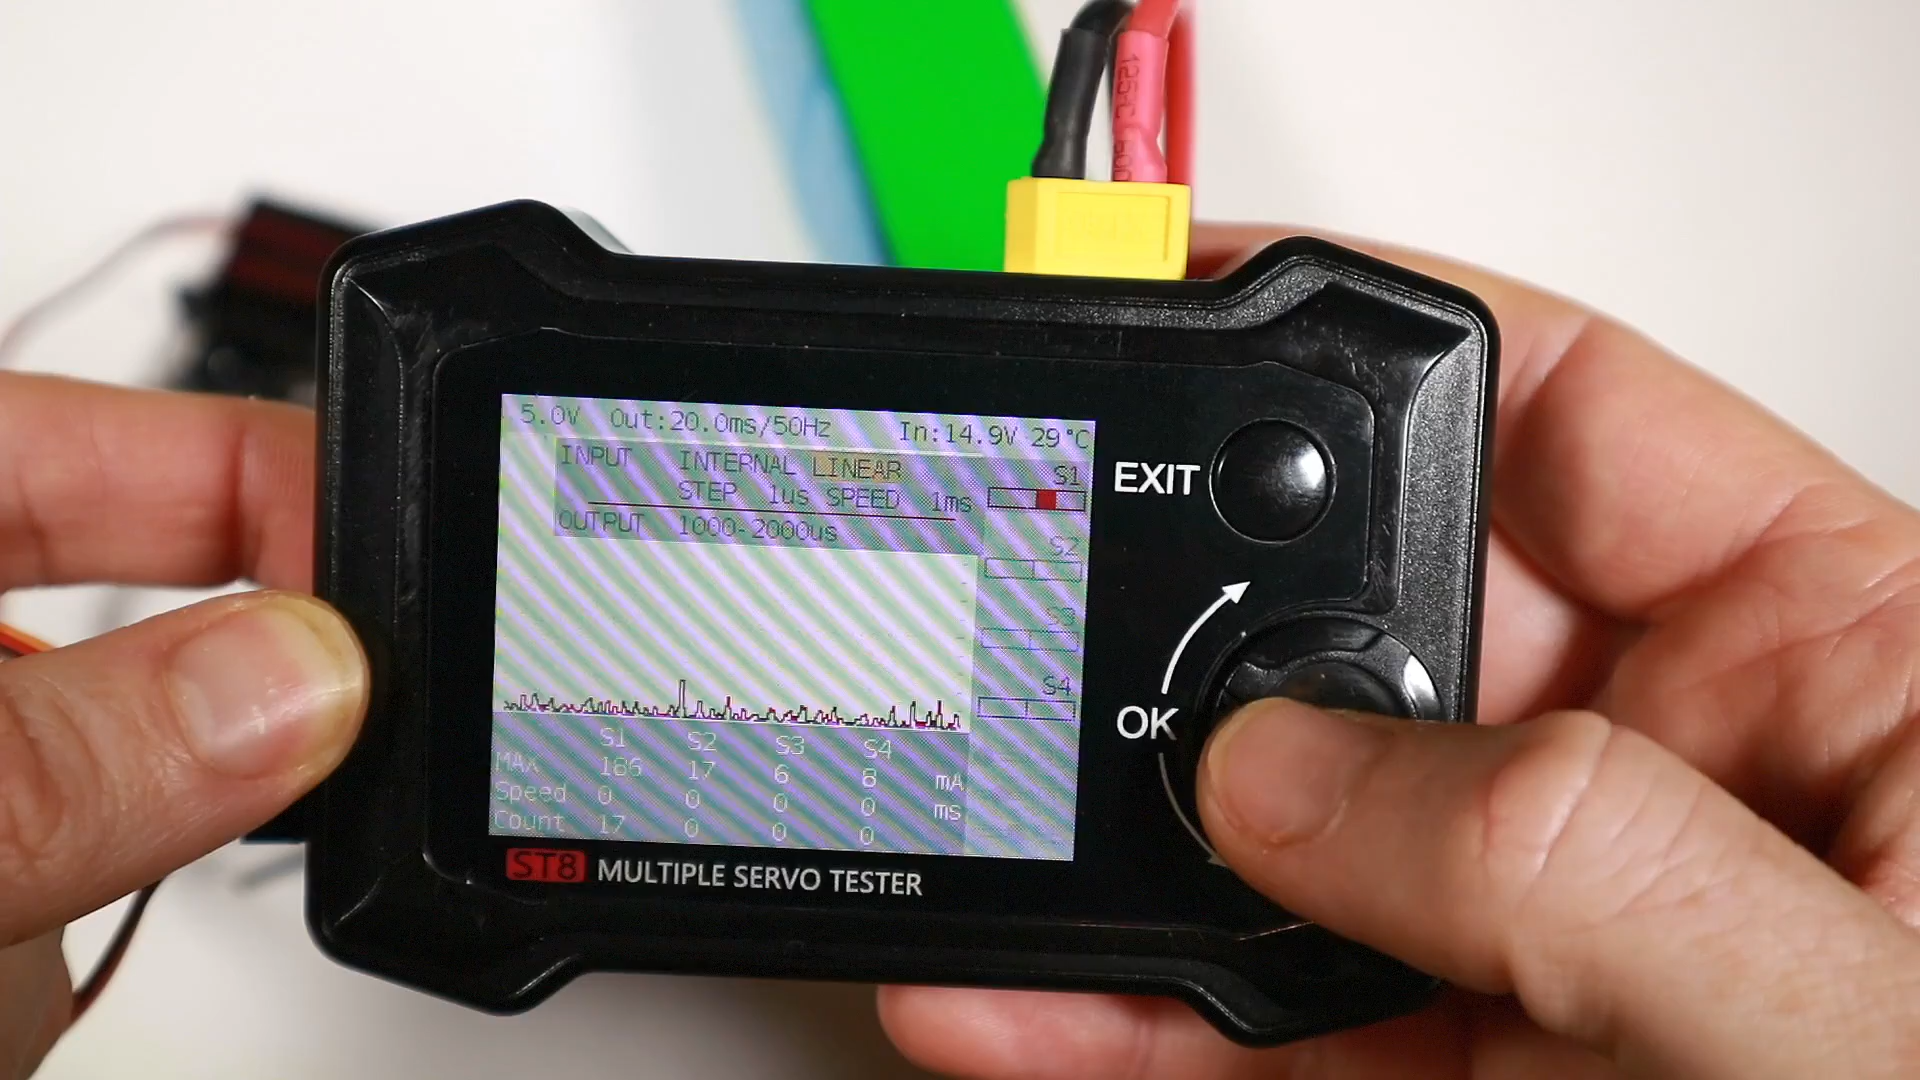 125°C 600
5.0V Out:20.0ms/50Hz In:14.9V 29°C
INPUT INTERNAL LINEAR
STEP 1us SPEED 1ms
OUTPUT 1000-2000us
S1
S2
S3
S4
S1 S2 S3 S4
MAX 186 17 6 8 mA
Speed 0 0 0 0 ms
Count 17 0 0 0
EXIT
OK
ST8 MULTIPLE SERVO TESTER